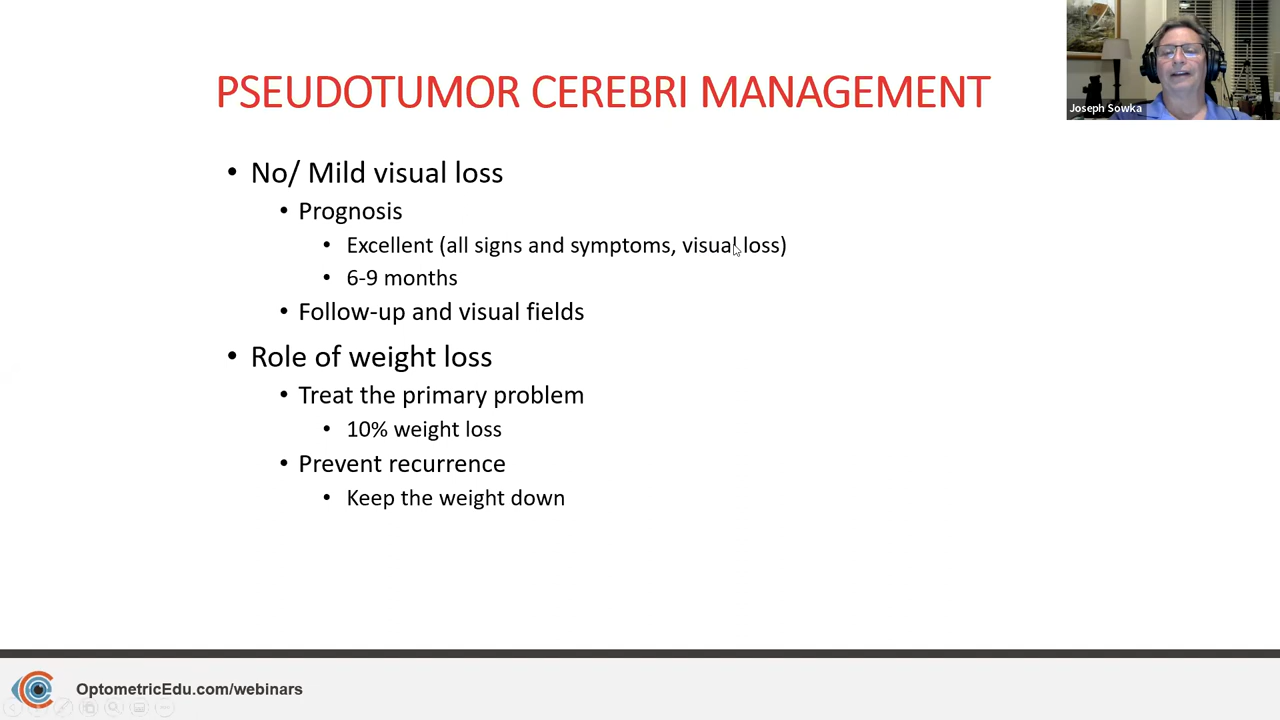 PSEUDOTUMOR CEREBRI MANAGEMENT
Joseph Sowka
• No/ Mild visual loss
• Prognosis
• Excellent (all signs and symptoms, visual loss)
• 6-9 months
• Follow-up and visual fields
• Role of weight loss
• Treat the primary problem
• 10% weight loss
• Prevent recurrence
• Keep the weight down
OptometricEdu.com/webinars